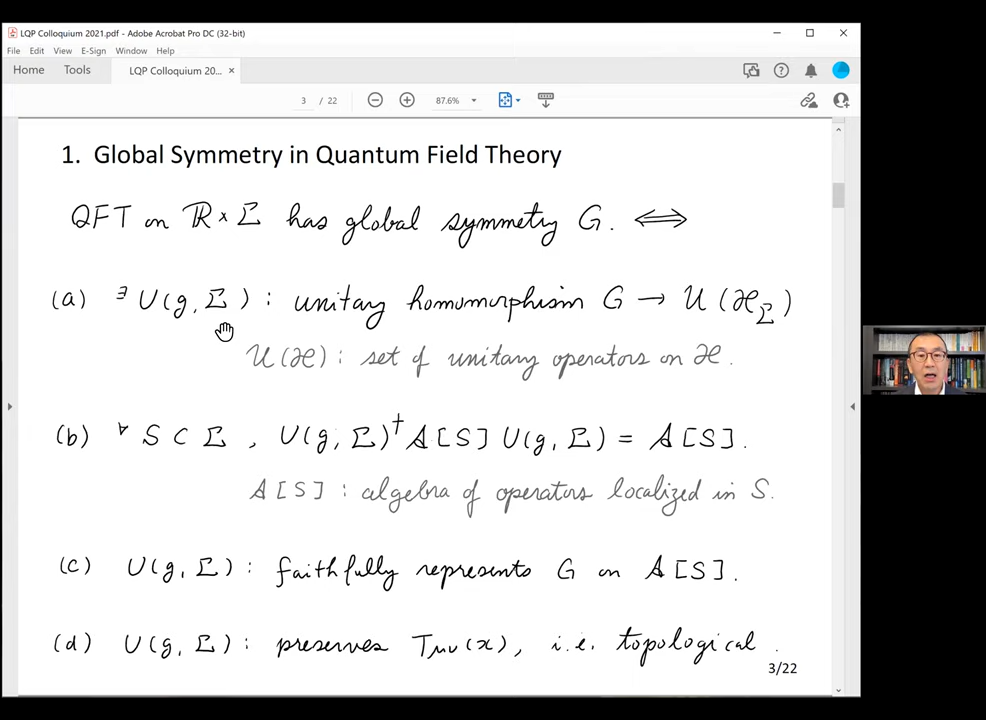 LQP Colloquium 2021.pdf - Adobe Acrobat Pro DC (32-bit)
File Edit View E-Sign Window Help
Home Tools LQP Colloquium 20... ×
3 / 22 87.6%
1. Global Symmetry in Quantum Field Theory
QFT on ℝ × Σ has global symmetry G. ⟺
(a) ∃ U(g, Σ) : unitary homomorphism G → U(ℋ_Σ)
U(ℋ) : set of unitary operators on ℋ.
(b) ∀ S ⊂ Σ, U(g, Σ)† A[S] U(g, Σ) = A[S].
A[S] : algebra of operators localized in S.
(c) U(g, Σ) : faithfully represents G on A[S].
(d) U(g, Σ) : preserves Tμν(x), i.e. topological.
3/22